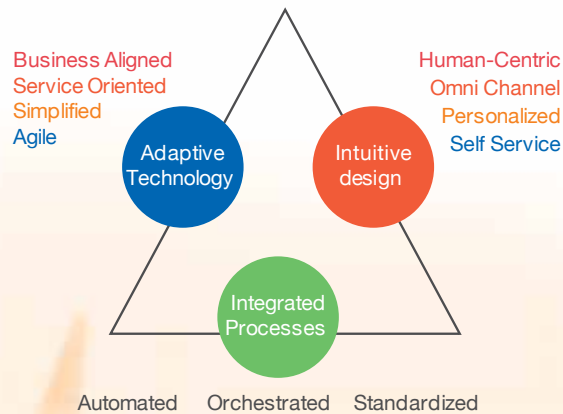 Business Aligned
Service Oriented
Simplified
Agile
Human-Centric
Omni Channel
Personalized
Self Service
Adaptive
Technology
Intuitive
design
Integrated
Processes
Automated Orchestrated Standardized